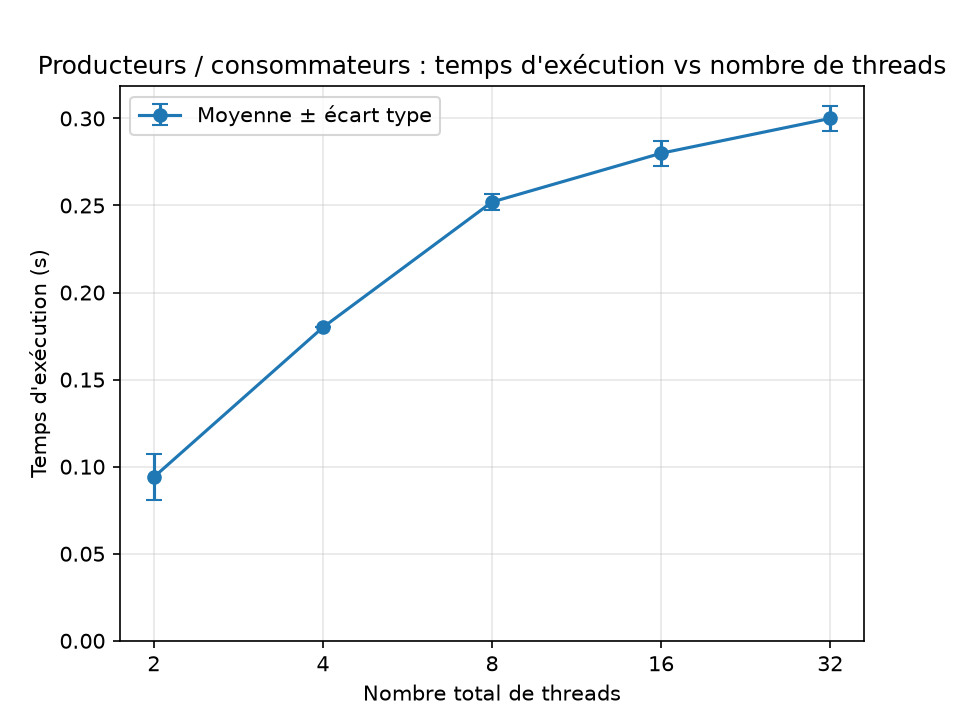 Producteurs / consommateurs : temps d'exécution vs nombre de threads
Moyenne ± écart type
Temps d'exécution (s)
0.30
0.25
0.20
0.15
0.10
0.05
0.00
2 4 8 16 32
Nombre total de threads